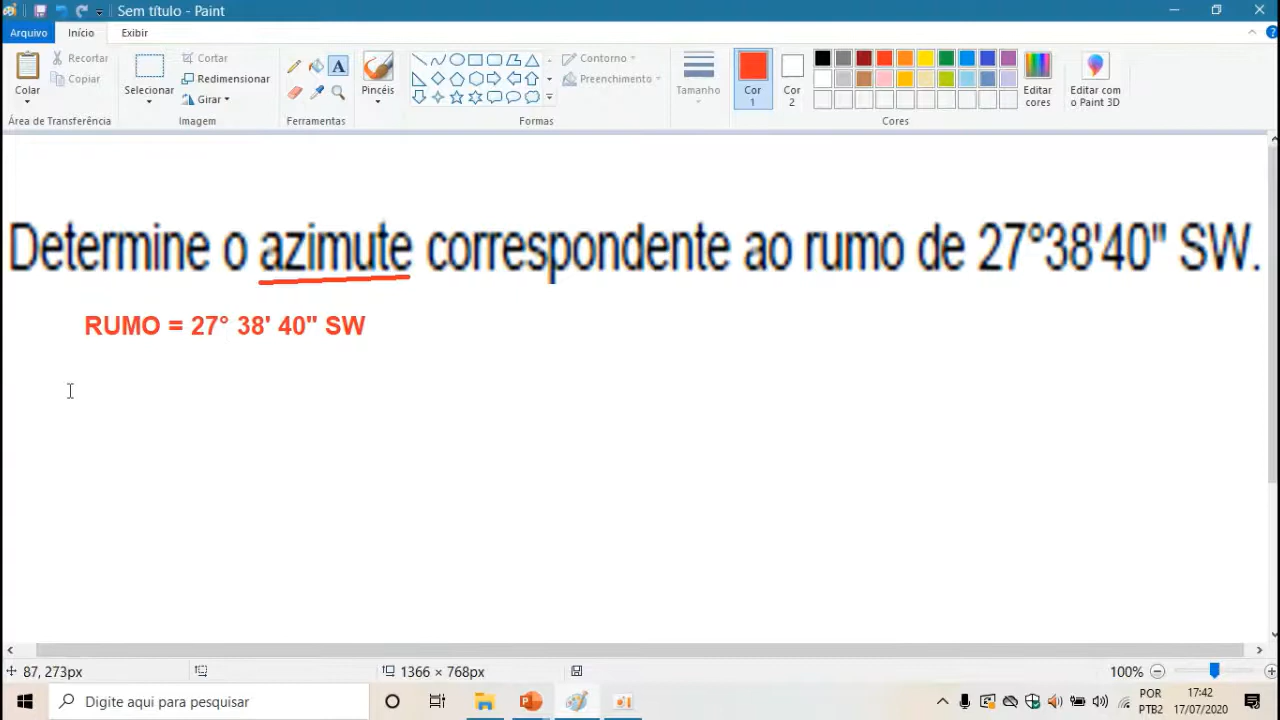 Sem título - Paint
Arquivo Início Exibir
Colar
Recortar
Copiar
Área de Transferência
Selecionar
Cortar
Redimensionar
Girar
Imagem
A
Ferramentas
Pincéis
Contorno
Preenchimento
Formas
Tamanho
Cor 1
Cor 2
Editar cores
Editar com o Paint 3D
Cores
Determine o azimute correspondente ao rumo de 27°38'40" SW.
RUMO = 27° 38' 40" SW
87, 273px
1366 × 768px
100%
Digite aqui para pesquisar
POR
PTB2
17:42
17/07/2020